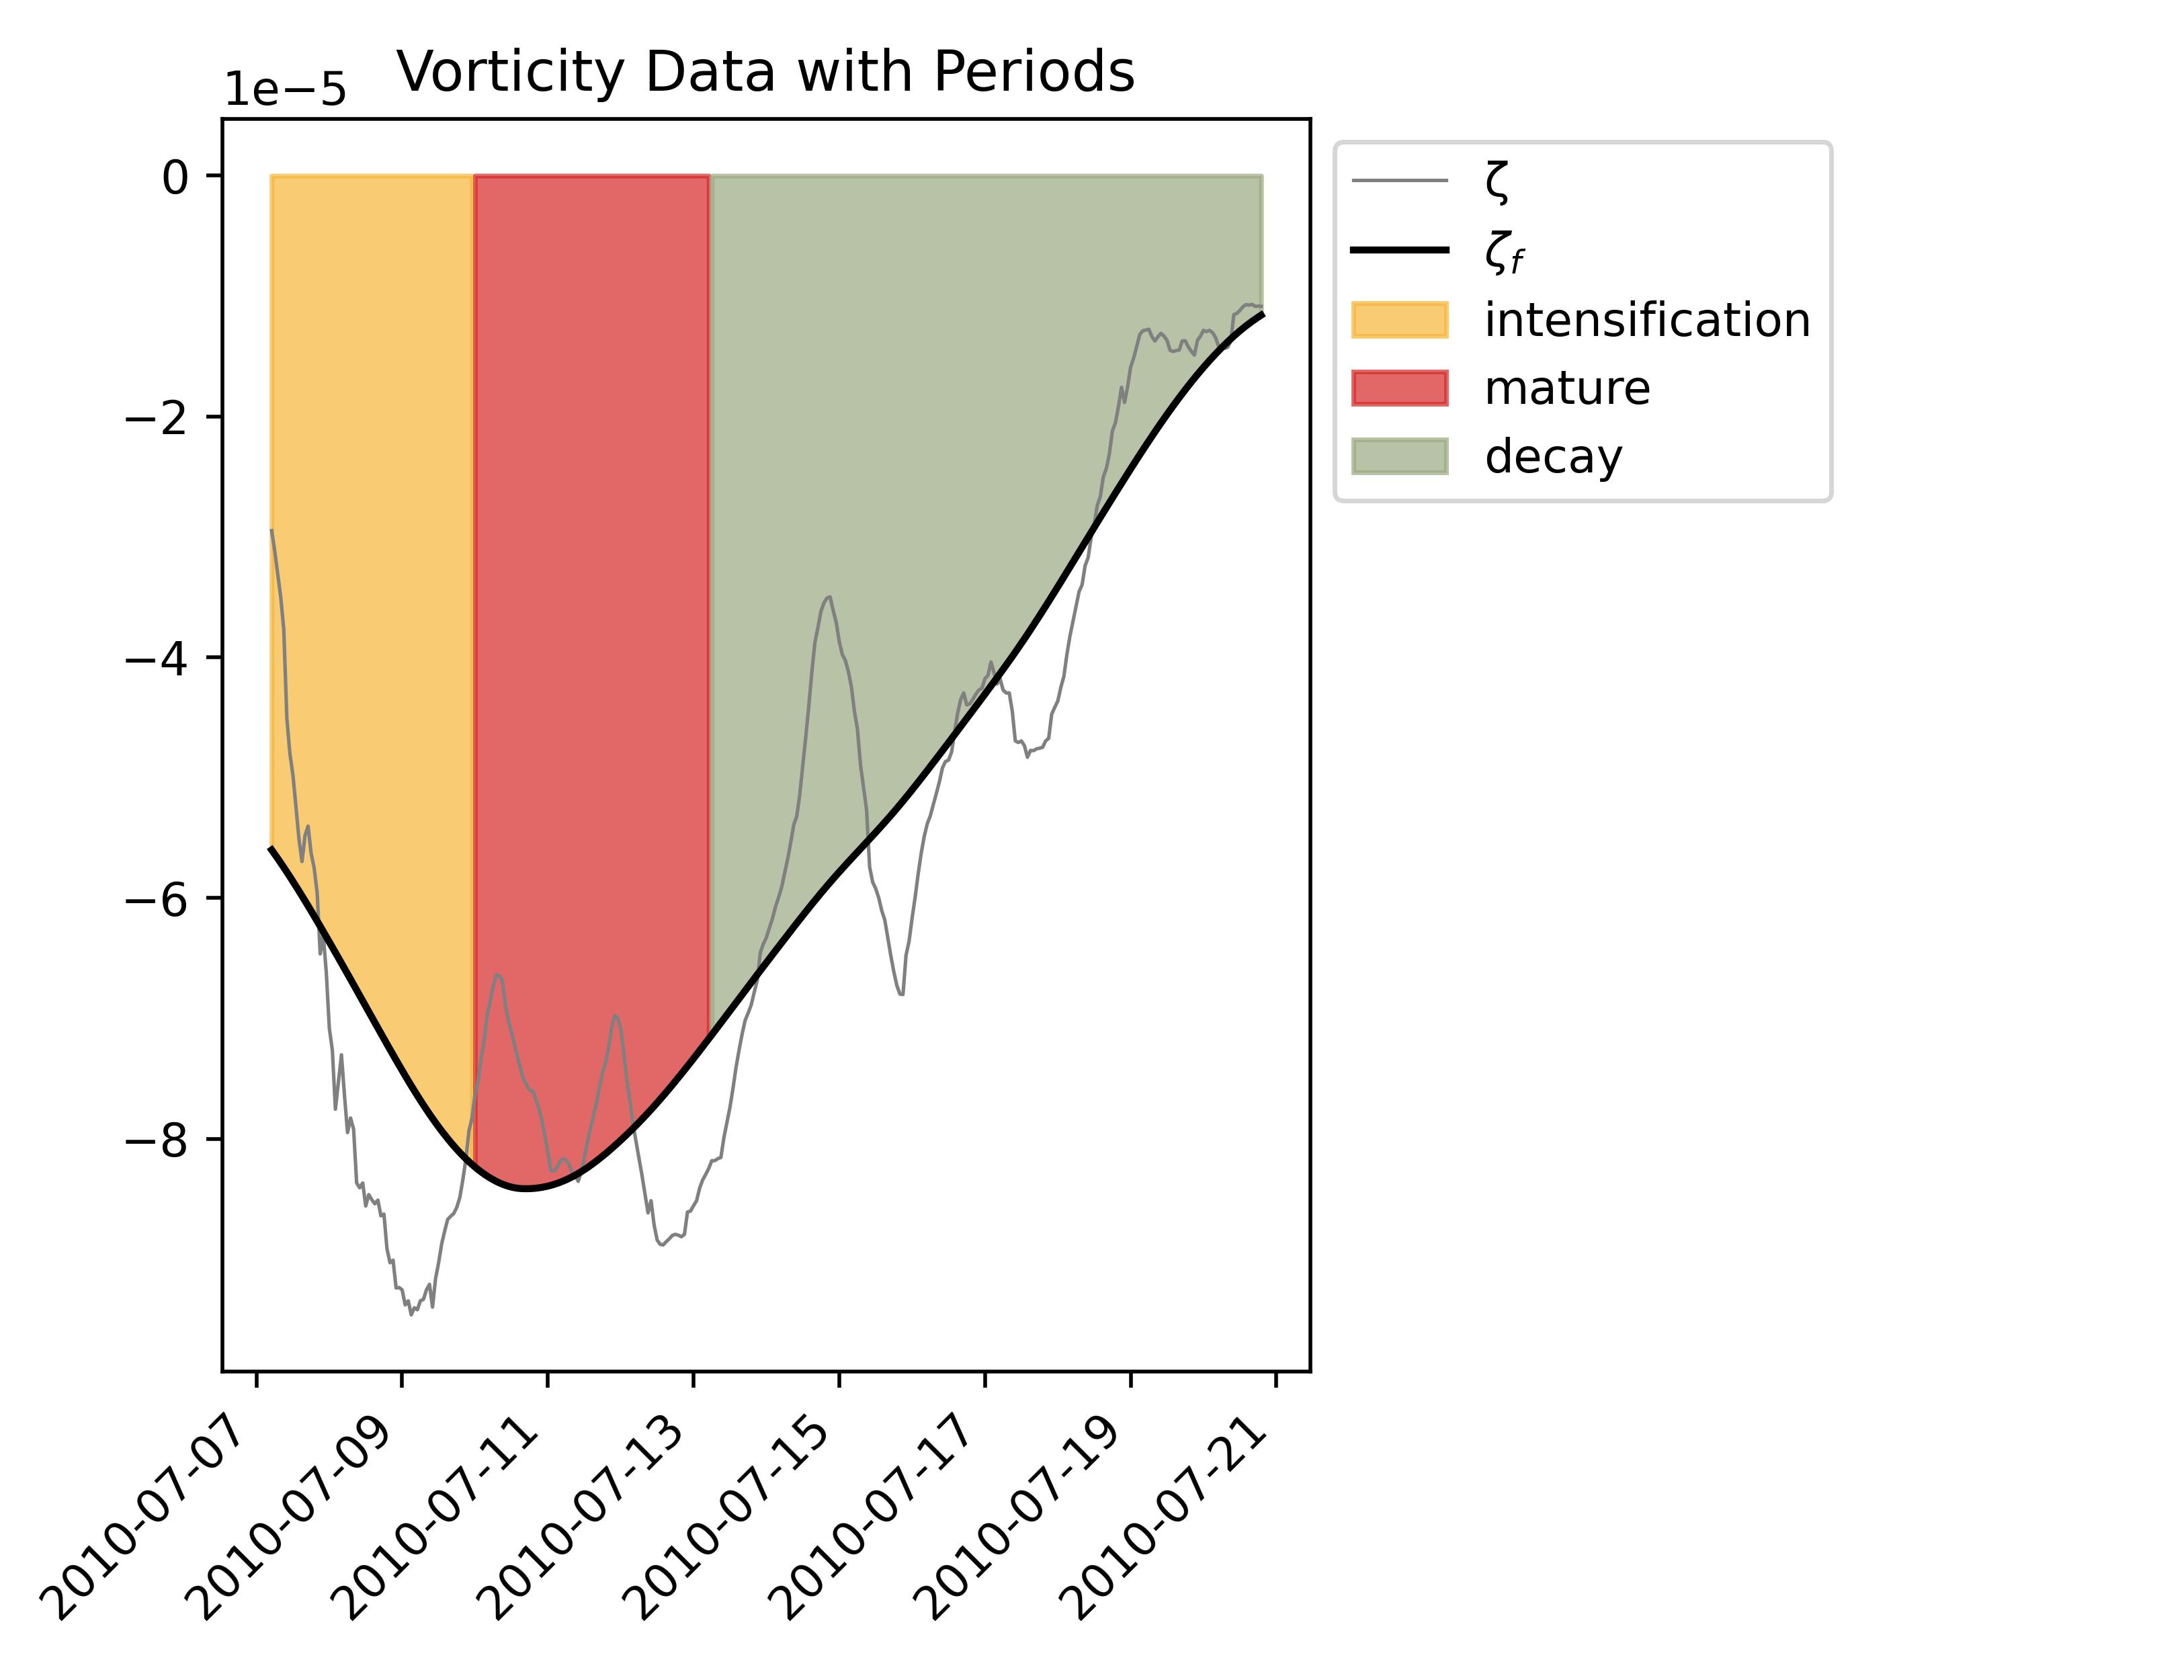 Vorticity Data with Periods
1e−5
0
−2
−4
−6
−8
2010-07-07
2010-07-09
2010-07-11
2010-07-13
2010-07-15
2010-07-17
2010-07-19
2010-07-21
ζ
ζf
intensification
mature
decay